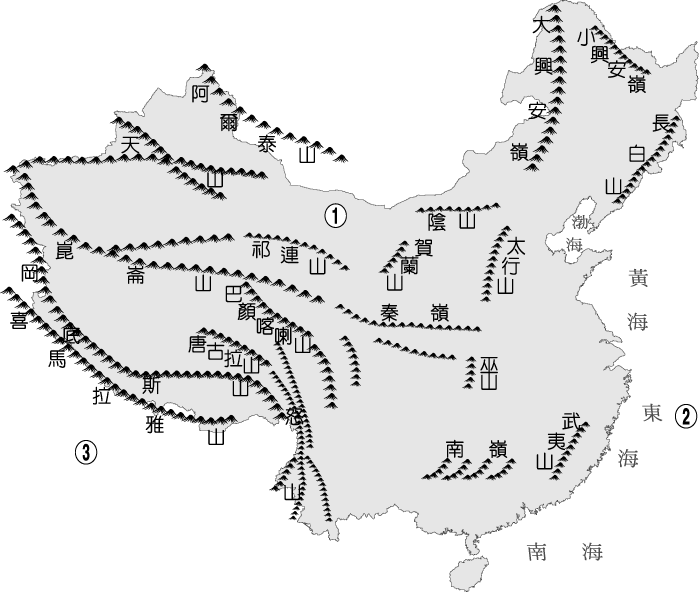 大興安嶺
小興安嶺
長白山
阿爾泰山
天山
陰山
賀蘭山
太行山
渤海
①
黃海
祁連山
崑崙山
岡底斯山
喜馬拉雅山
巴顏喀喇山
唐古拉山
秦嶺
巫山
怒山
南嶺
武夷山
東海
②
③
南海